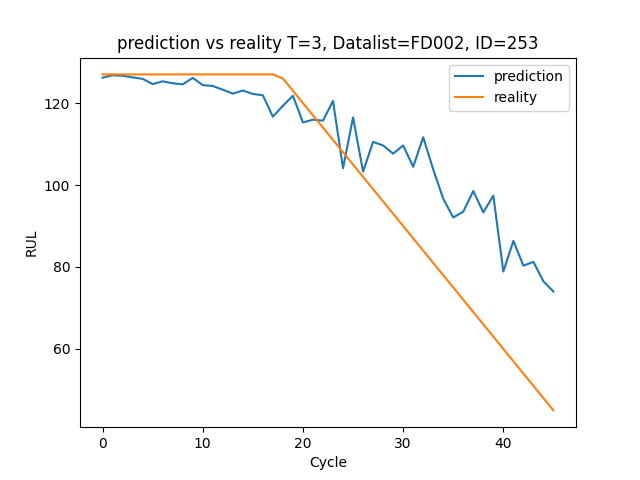 prediction vs reality T=3, Datalist=FD002, ID=253
prediction
reality
RUL
120
100
80
60
0 10 20 30 40
Cycle